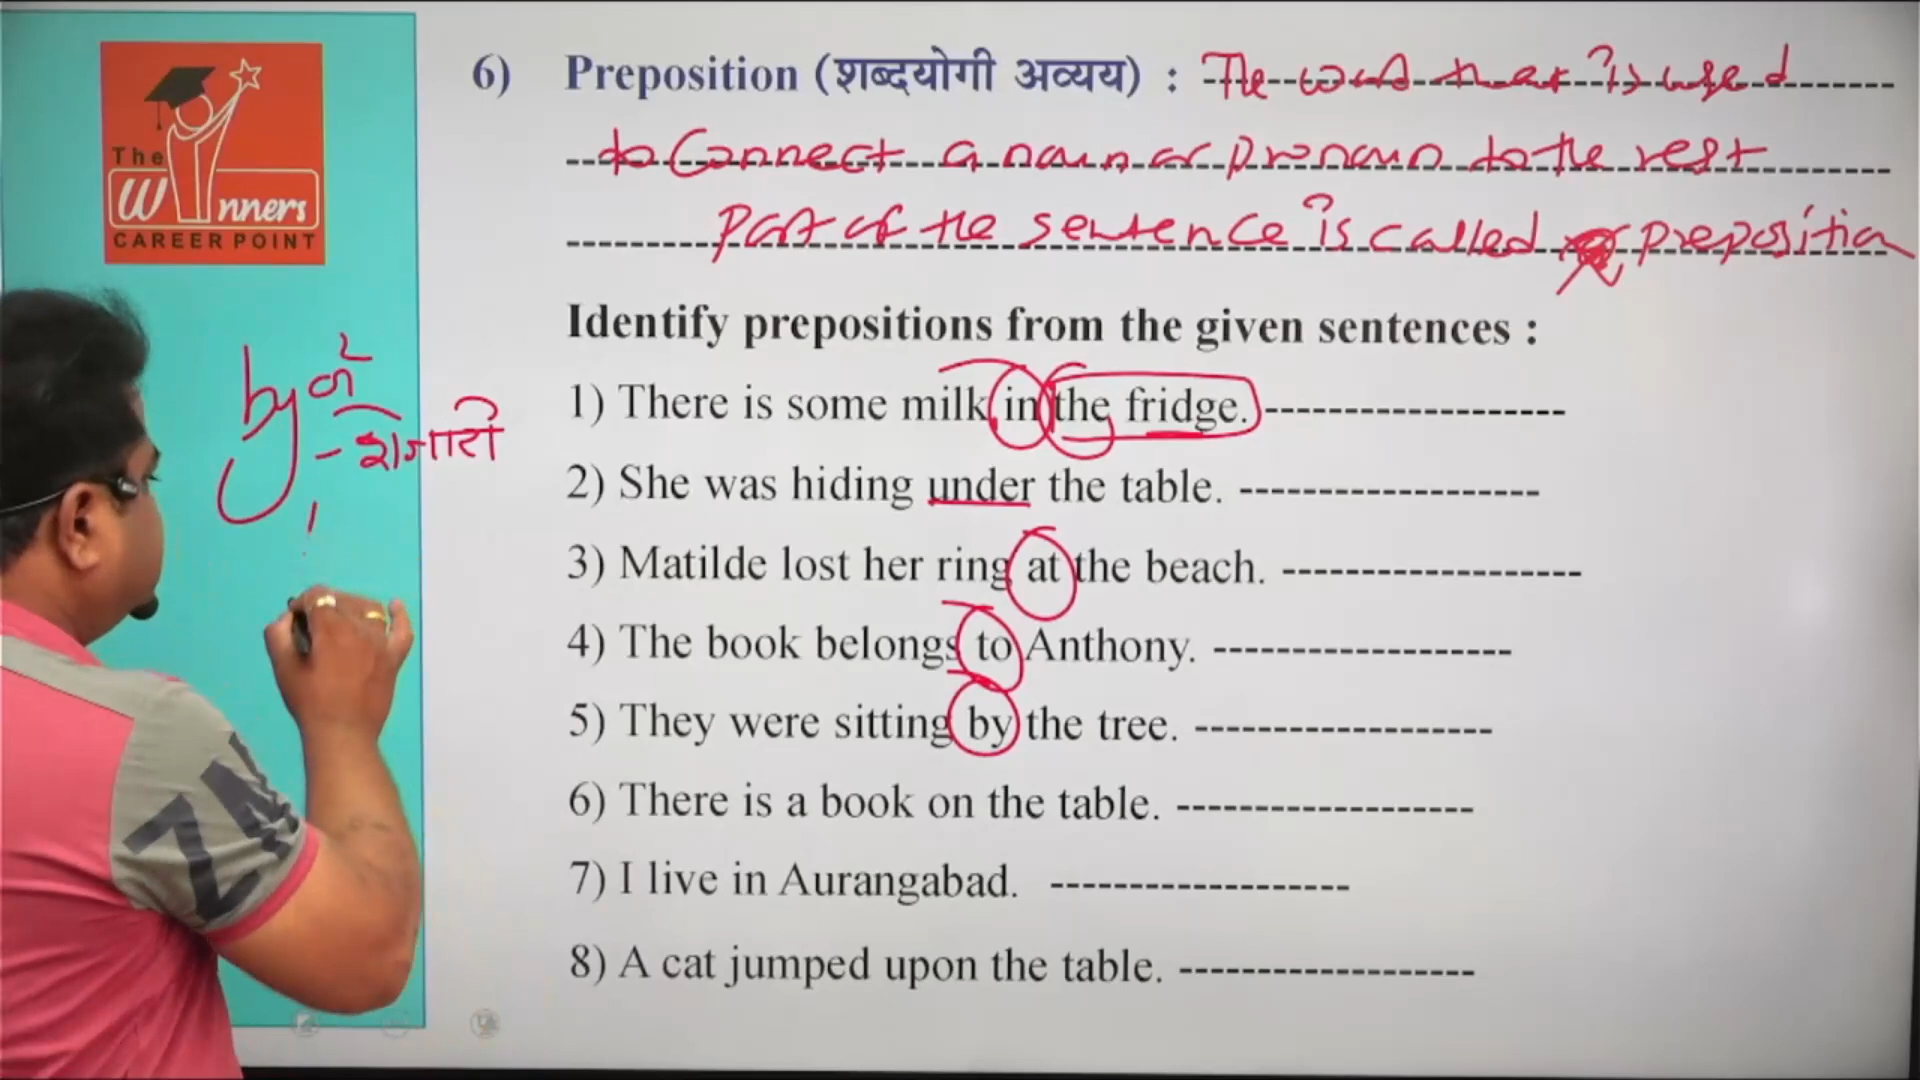 The
Winners
CAREER POINT
6) Preposition (शब्दयोगी अव्यय) : The word that is used
to connect a noun or pronoun to the rest
part of the sentence is called preposition
Identify prepositions from the given sentences :
1) There is some milk in the fridge. -------------------
2) She was hiding under the table. -------------------
3) Matilde lost her ring at the beach. -------------------
4) The book belongs to Anthony. -------------------
5) They were sitting by the tree. -------------------
6) There is a book on the table. -------------------
7) I live in Aurangabad. -------------------
8) A cat jumped upon the table. -------------------
by